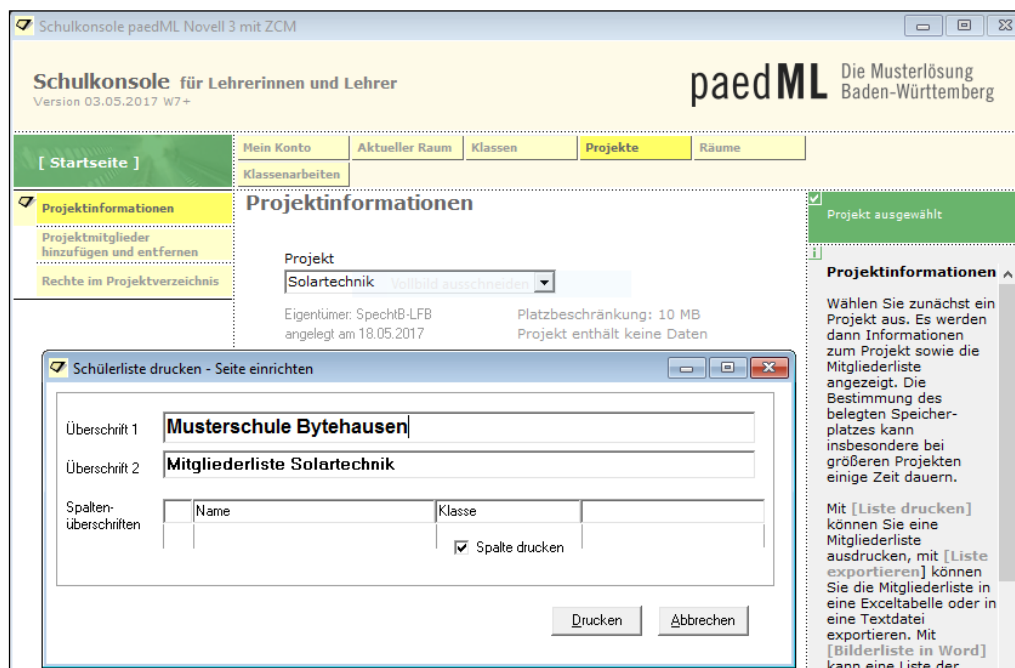 Schulkonsole paedML Novell 3 mit ZCM
Schulkonsole für Lehrerinnen und Lehrer
Version 03.05.2017 W7+
paedML Die Musterlösung
Baden-Württemberg
[ Startseite ]
Mein Konto
Aktueller Raum
Klassen
Projekte
Räume
Klassenarbeiten
Projektinformationen
Projektmitglieder
hinzufügen und entfernen
Rechte im Projektverzeichnis
Projektinformationen
Projekt
Solartechnik
Vollbild ausschneiden
Eigentümer: SpechtB-LFB
angelegt am 18.05.2017
Platzbeschränkung: 10 MB
Projekt enthält keine Daten
Schülerliste drucken - Seite einrichten
Überschrift 1
Musterschule Bytehausen
Überschrift 2
Mitgliederliste Solartechnik
Spalten-
überschriften
Name
Klasse
Spalte drucken
Drucken
Abbrechen
Projekt ausgewählt
Projektinformationen
Wählen Sie zunächst ein
Projekt aus. Es werden
dann Informationen
zum Projekt sowie die
Mitgliederliste
angezeigt. Die
Bestimmung des
belegten Speicher-
platzes kann
insbesondere bei
größeren Projekten
einige Zeit dauern.
Mit [Liste drucken]
können Sie eine
Mitgliederliste
ausdrucken, mit [Liste
exportieren] können
Sie die Mitgliederliste in
eine Exceltabelle oder in
eine Textdatei
exportieren. Mit
[Bilderliste in Word]
kann eine Liste der